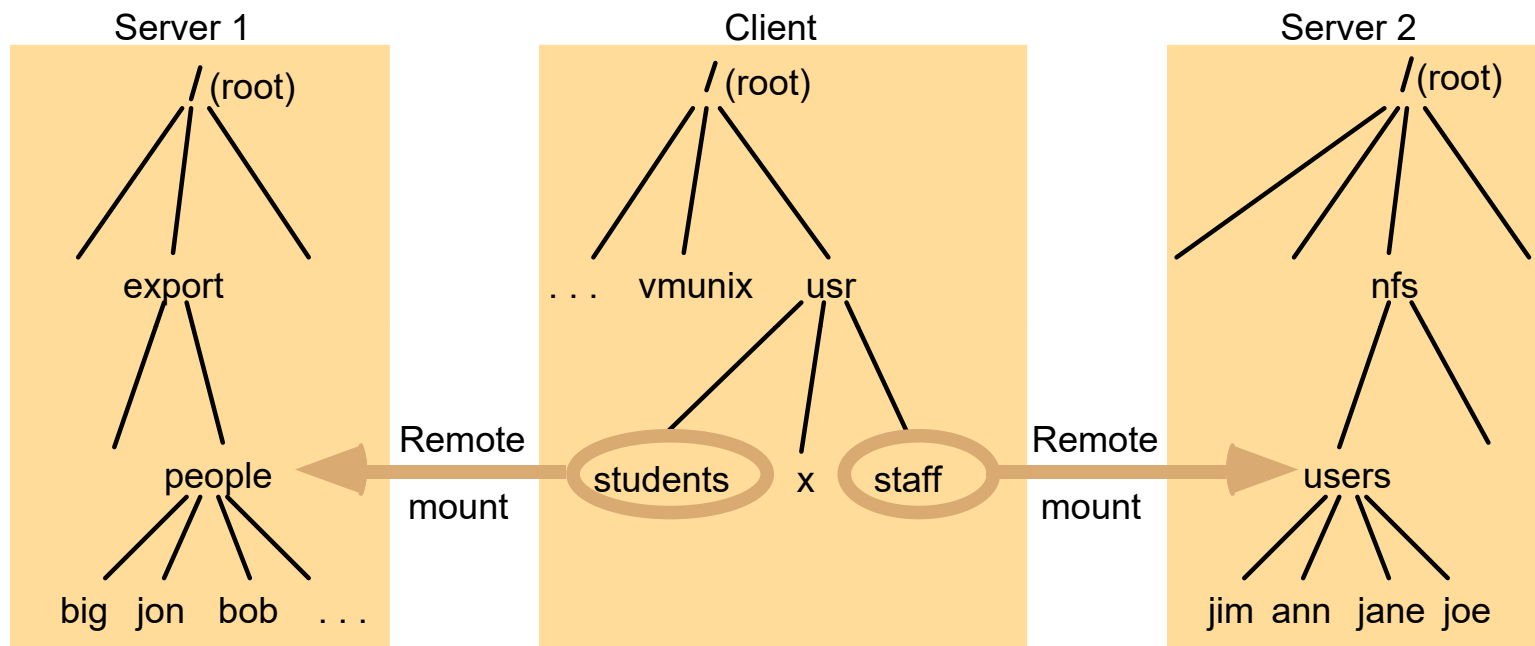 Server 1
Client
Server 2
/ (root)
/ (root)
/ (root)
export
. . .
vmunix
usr
nfs
people
Remote
mount
students
x
staff
Remote
mount
users
big
jon
bob
. . .
jim
ann
jane
joe